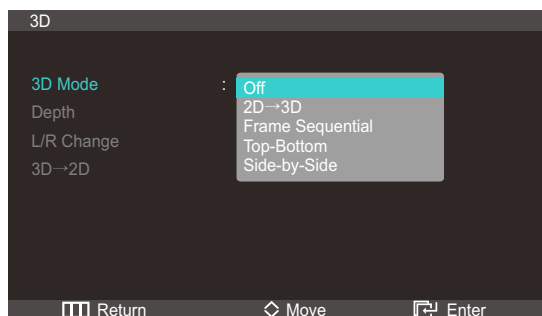 3D
3D Mode : Off
2D→3D
Depth
Frame Sequential
L/R Change
Top-Bottom
3D→2D
Side-by-Side
Return Move Enter